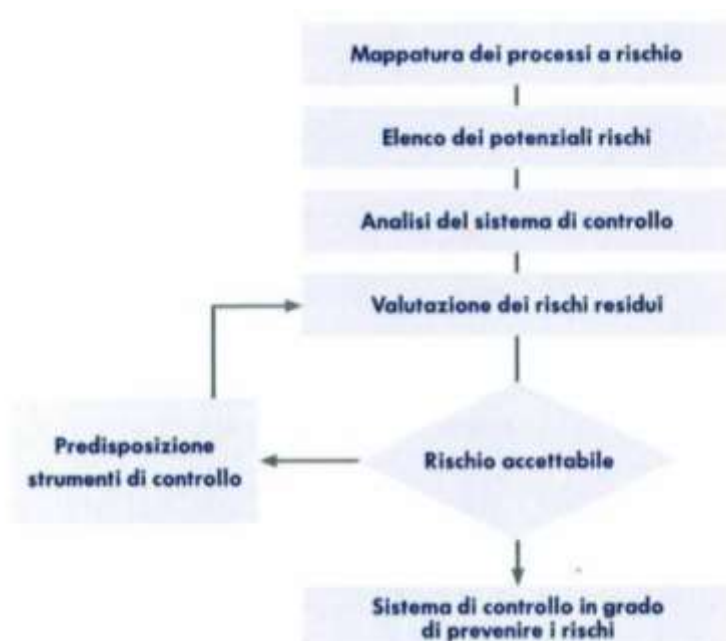 Mappatura dei processi a rischio
Elenco dei potenziali rischi
Analisi del sistema di controllo
Valutazione dei rischi residui
Predisposizione
strumenti di controllo
Rischio accettabile
Sistema di controllo in grado
di prevenire i rischi